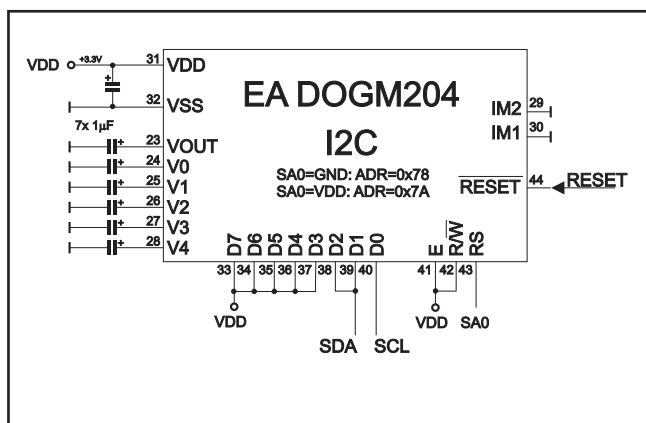 VDD
+3.3V
31
VDD
+
32
VSS
7x 1µF
+
23
VOUT
+
24
V0
+
25
V1
+
26
V2
+
27
V3
+
28
V4
EA DOGM204
I2C
SA0=GND: ADR=0x78
SA0=VDD: ADR=0x7A
IM2
29
IM1
30
RESET
44
RESET
D7
D6
D5
D4
D3
D2
D1
D0
E
R/W
RS
33
34
35
36
37
38
39
40
41
42
43
VDD
VDD
SA0
SDA
SCL